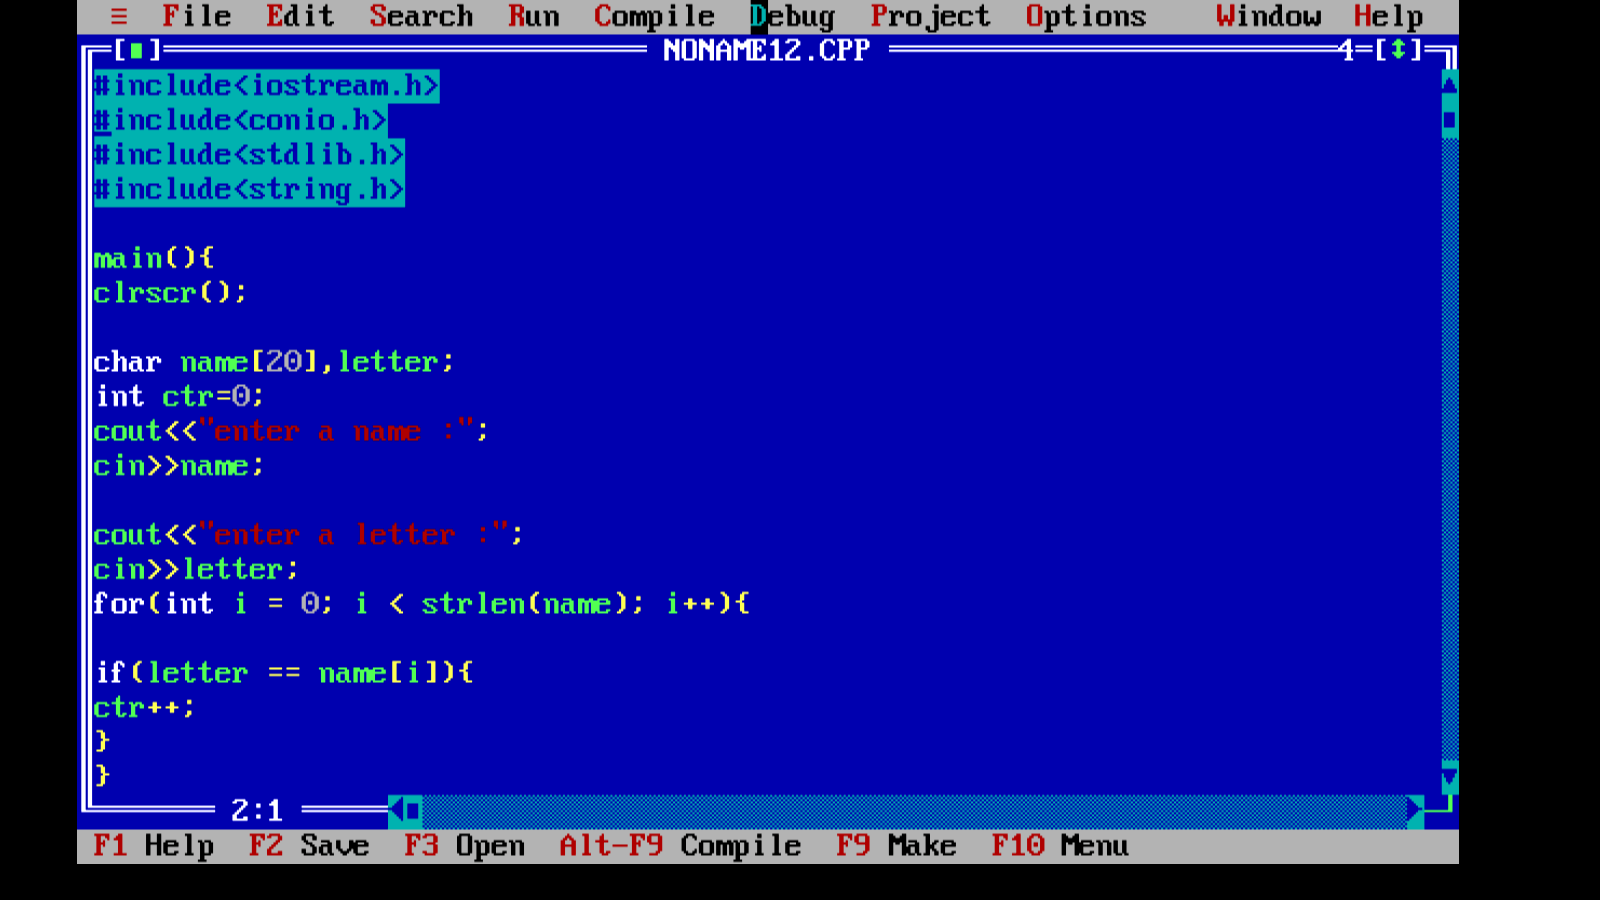 ≡ File Edit Search Run Compile Debug Project Options Window Help
[■] NONAME12.CPP 4=[↕]
#include<iostream.h>
#include<conio.h>
#include<stdlib.h>
#include<string.h>
main(){
clrscr();
char name[20],letter;
int ctr=0;
cout<<"enter a name :";
cin>>name;
cout<<"enter a letter :";
cin>>letter;
for(int i = 0; i < strlen(name); i++){
if(letter == name[i]){
ctr++;
}
}
2:1
F1 Help F2 Save F3 Open Alt-F9 Compile F9 Make F10 Menu